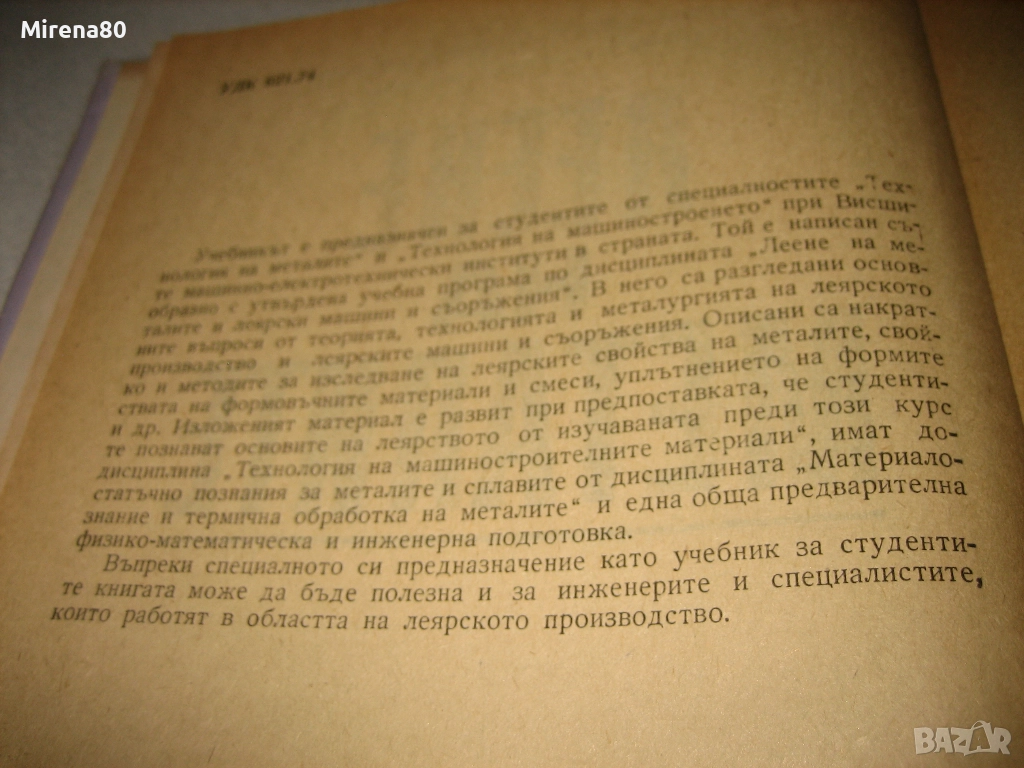 Mirena80
УДК 621.74
Учебникът е предназначен за студентите от специалностите „Тех-
нология на металите“ и „Технология на машиностроенето“ при Висши-
те машинно-електротехнически институти в страната. Той е написан съ-
образно с утвърдена учебна програма по дисциплината „Леене на ме-
талите и леярски машини и съоръжения“. В него са разгледани основ-
ните въпроси от теорията, технологията и металургията на леярското
производство и леярските машини и съоръжения. Описани са накрат-
ко и методите за изследване на леярските свойства на металите, свой-
ствата на формовъчните материали и смеси, уплътнението на формите
и др. Изложеният материал е развит при предпоставката, че студенти-
те познават основите на леярството от изучаваната преди този курс
дисциплина „Технология на машиностроителните материали“, имат до-
статъчно познания за металите и сплавите от дисциплината „Материало-
знание и термична обработка на металите“ и една обща предварителна
физико-математическа и инженерна подготовка.
Въпреки специалното си предназначение като учебник за студенти-
те книгата може да бъде полезна и за инженерите и специалистите,
които работят в областта на леярското производство.
BAZAR